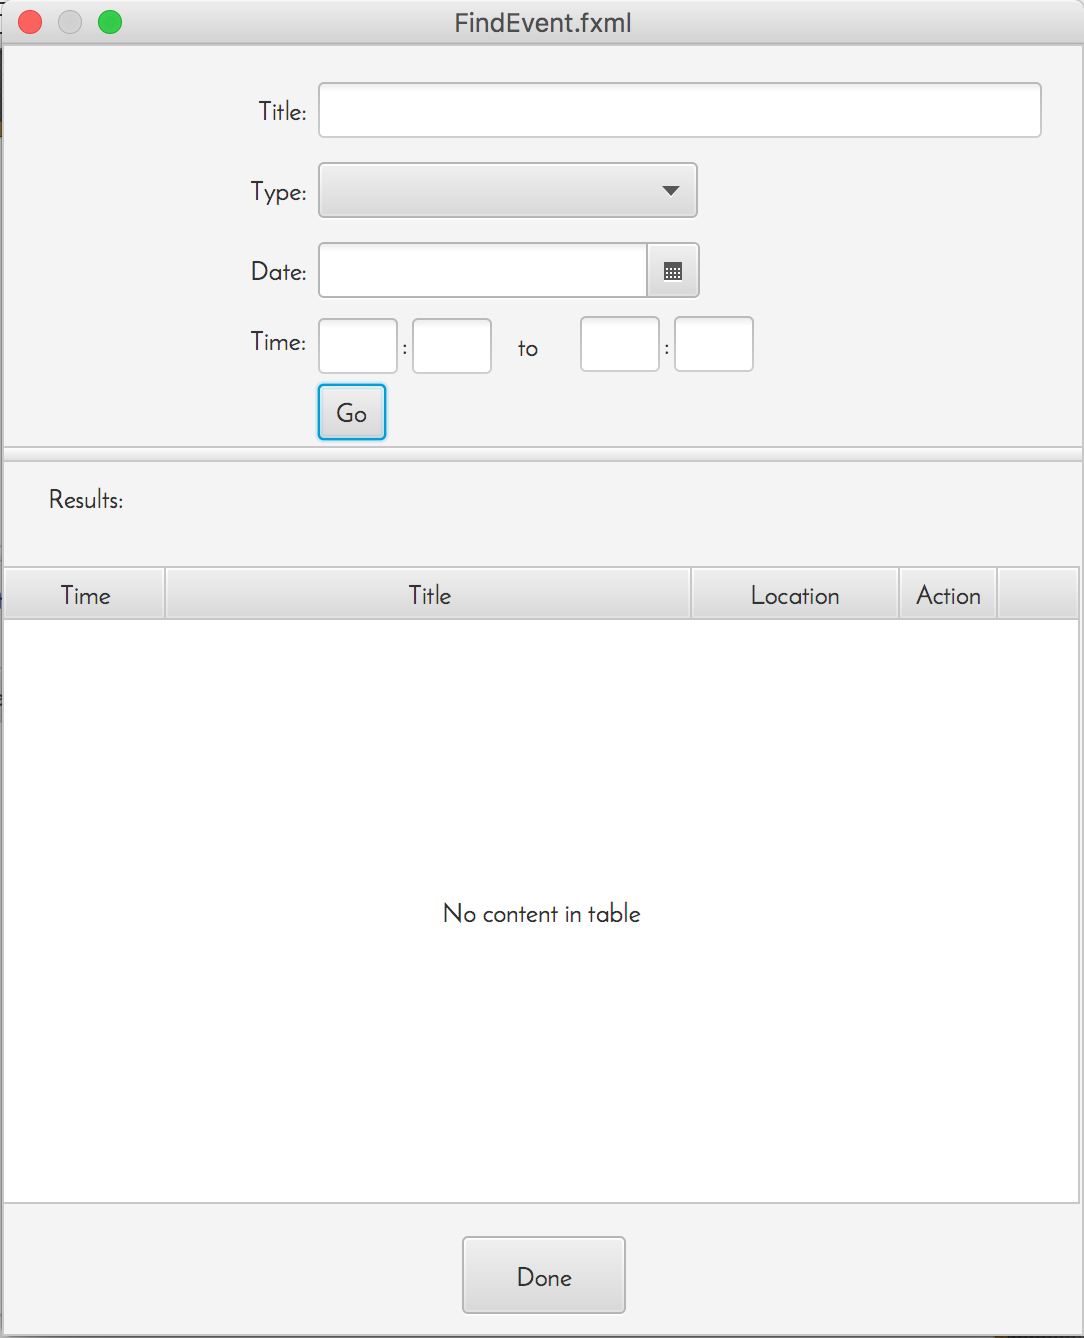 FindEvent.fxml
Title:
Type:
Date:
Time: : to :
Go
Results:
Time Title Location Action
No content in table
Done